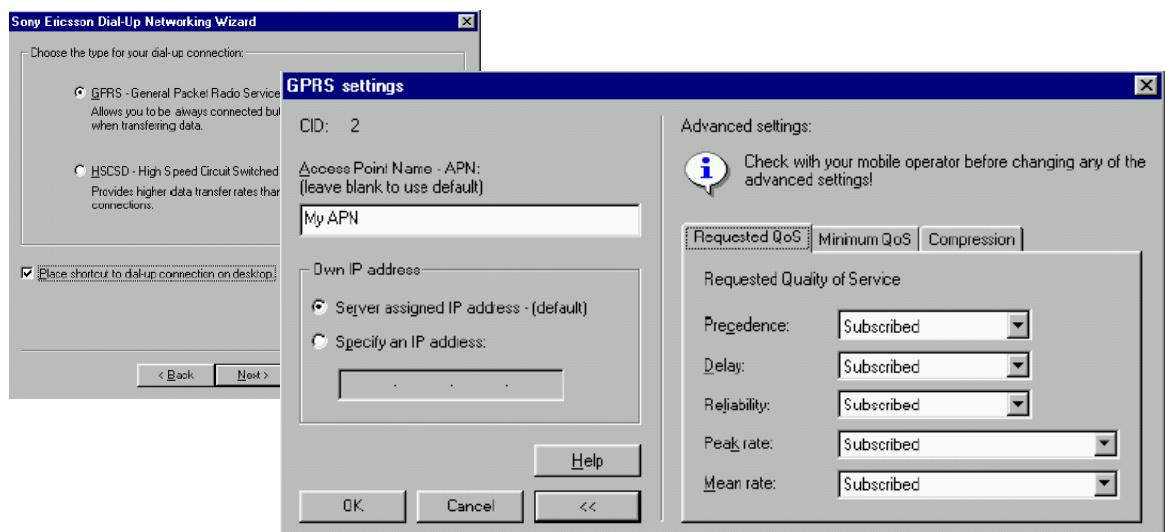 Sony Ericsson Dial-Up Networking Wizard
Choose the type for your dial-up connection:
GPRS - General Packet Radio Service
Allows you to be always connected but
when transferring data.
HSCSD - High Speed Circuit Switched
Provides higher data transfer rates than
connections.
Place shortcut to dial-up connection on desktop.
< Back
Next >
GPRS settings
CID: 2
Access Point Name - APN:
(leave blank to use default)
My APN
Own IP address
Server assigned IP address - (default)
Specify an IP address:
. . .
Help
OK
Cancel
<<
Advanced settings:
Check with your mobile operator before changing any of the
advanced settings!
Requested QoS
Minimum QoS
Compression
Requested Quality of Service
Precedence: Subscribed
Delay: Subscribed
Reliability: Subscribed
Peak rate: Subscribed
Mean rate: Subscribed